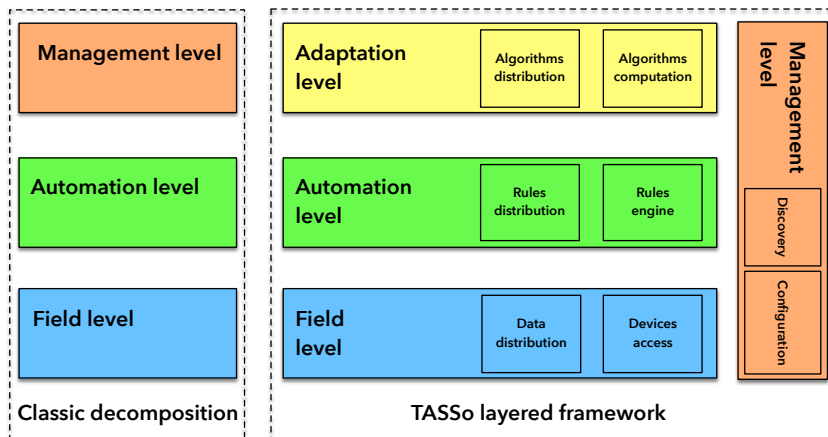 Management level
Automation level
Field level
Classic decomposition
Adaptation
level
Algorithms
distribution
Algorithms
computation
Automation
level
Rules
distribution
Rules
engine
Field
level
Data
distribution
Devices
access
Management
level
Discovery
Configuration
TASSo layered framework